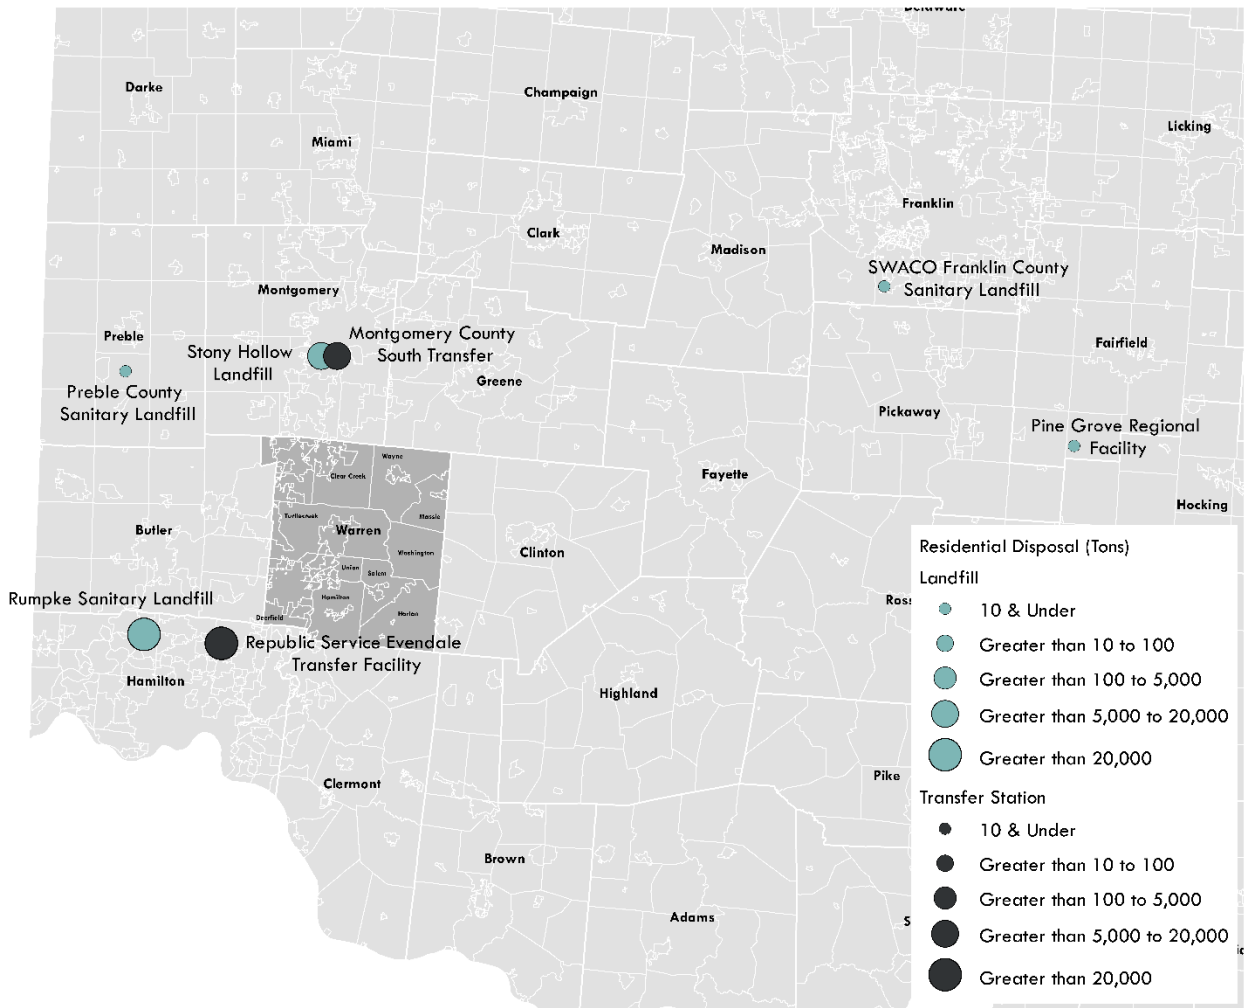 Delaware
Darke
Champaign
Licking
Miami
Franklin
Clark
Madison
SWACO Franklin County
Sanitary Landfill
Montgomery
Preble
Montgomery County
South Transfer
Stony Hollow
Landfill
Fairfield
Preble County
Sanitary Landfill
Greene
Pickaway
Pine Grove Regional
Facility
Wayne
Clear Creek
Fayette
Hocking
Turtlecreek
Massie
Butler
Warren
Washington
Clinton
Union
Salem
Hamilton
Harlan
Deerfield
Rumpke Sanitary Landfill
Republic Service Evendale
Transfer Facility
Hamilton
Highland
Ross
Clermont
Pike
Brown
Adams
S
Residential Disposal (Tons)
Landfill
10 & Under
Greater than 10 to 100
Greater than 100 to 5,000
Greater than 5,000 to 20,000
Greater than 20,000
Transfer Station
10 & Under
Greater than 10 to 100
Greater than 100 to 5,000
Greater than 5,000 to 20,000
Greater than 20,000